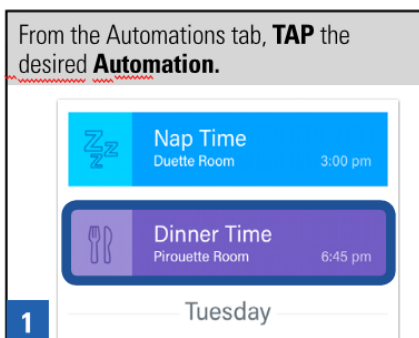 From the Automations tab, TAP the
desired Automation.
Zzz
Nap Time
Duette Room 3:00 pm
Dinner Time
Pirouette Room 6:45 pm
Tuesday
1